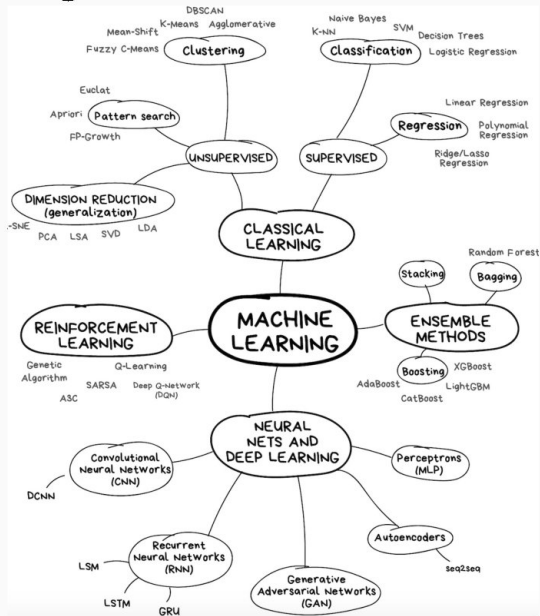 DBSCAN
K-Means Agglomerative
Mean-Shift
Fuzzy C-Means
Clustering
Naive Bayes
K-NN SVM
Decision Trees
Logistic Regression
Classification
Euclat
Apriori
Pattern search
FP-Growth
Linear Regression
Regression
Polynomial
Regression
Ridge/Lasso
Regression
UNSUPERVISED
SUPERVISED
DIMENSION REDUCTION
(generalization)
-SNE
PCA LSA SVD LDA
CLASSICAL
LEARNING
Random Forest
Stacking
Bagging
MACHINE
LEARNING
REINFORCEMENT
LEARNING
ENSEMBLE
METHODS
Genetic
Algorithm
Q-Learning
SARSA
Deep Q-Network
(DQN)
A3C
Boosting
XGBoost
AdaBoost
LightGBM
CatBoost
NEURAL
NETS AND
DEEP LEARNING
Convolutional
Neural Networks
(CNN)
DCNN
Perceptrons
(MLP)
Autoencoders
seq2seq
Recurrent
Neural Networks
(RNN)
LSM
LSTM
GRU
Generative
Adversarial Networks
(GAN)